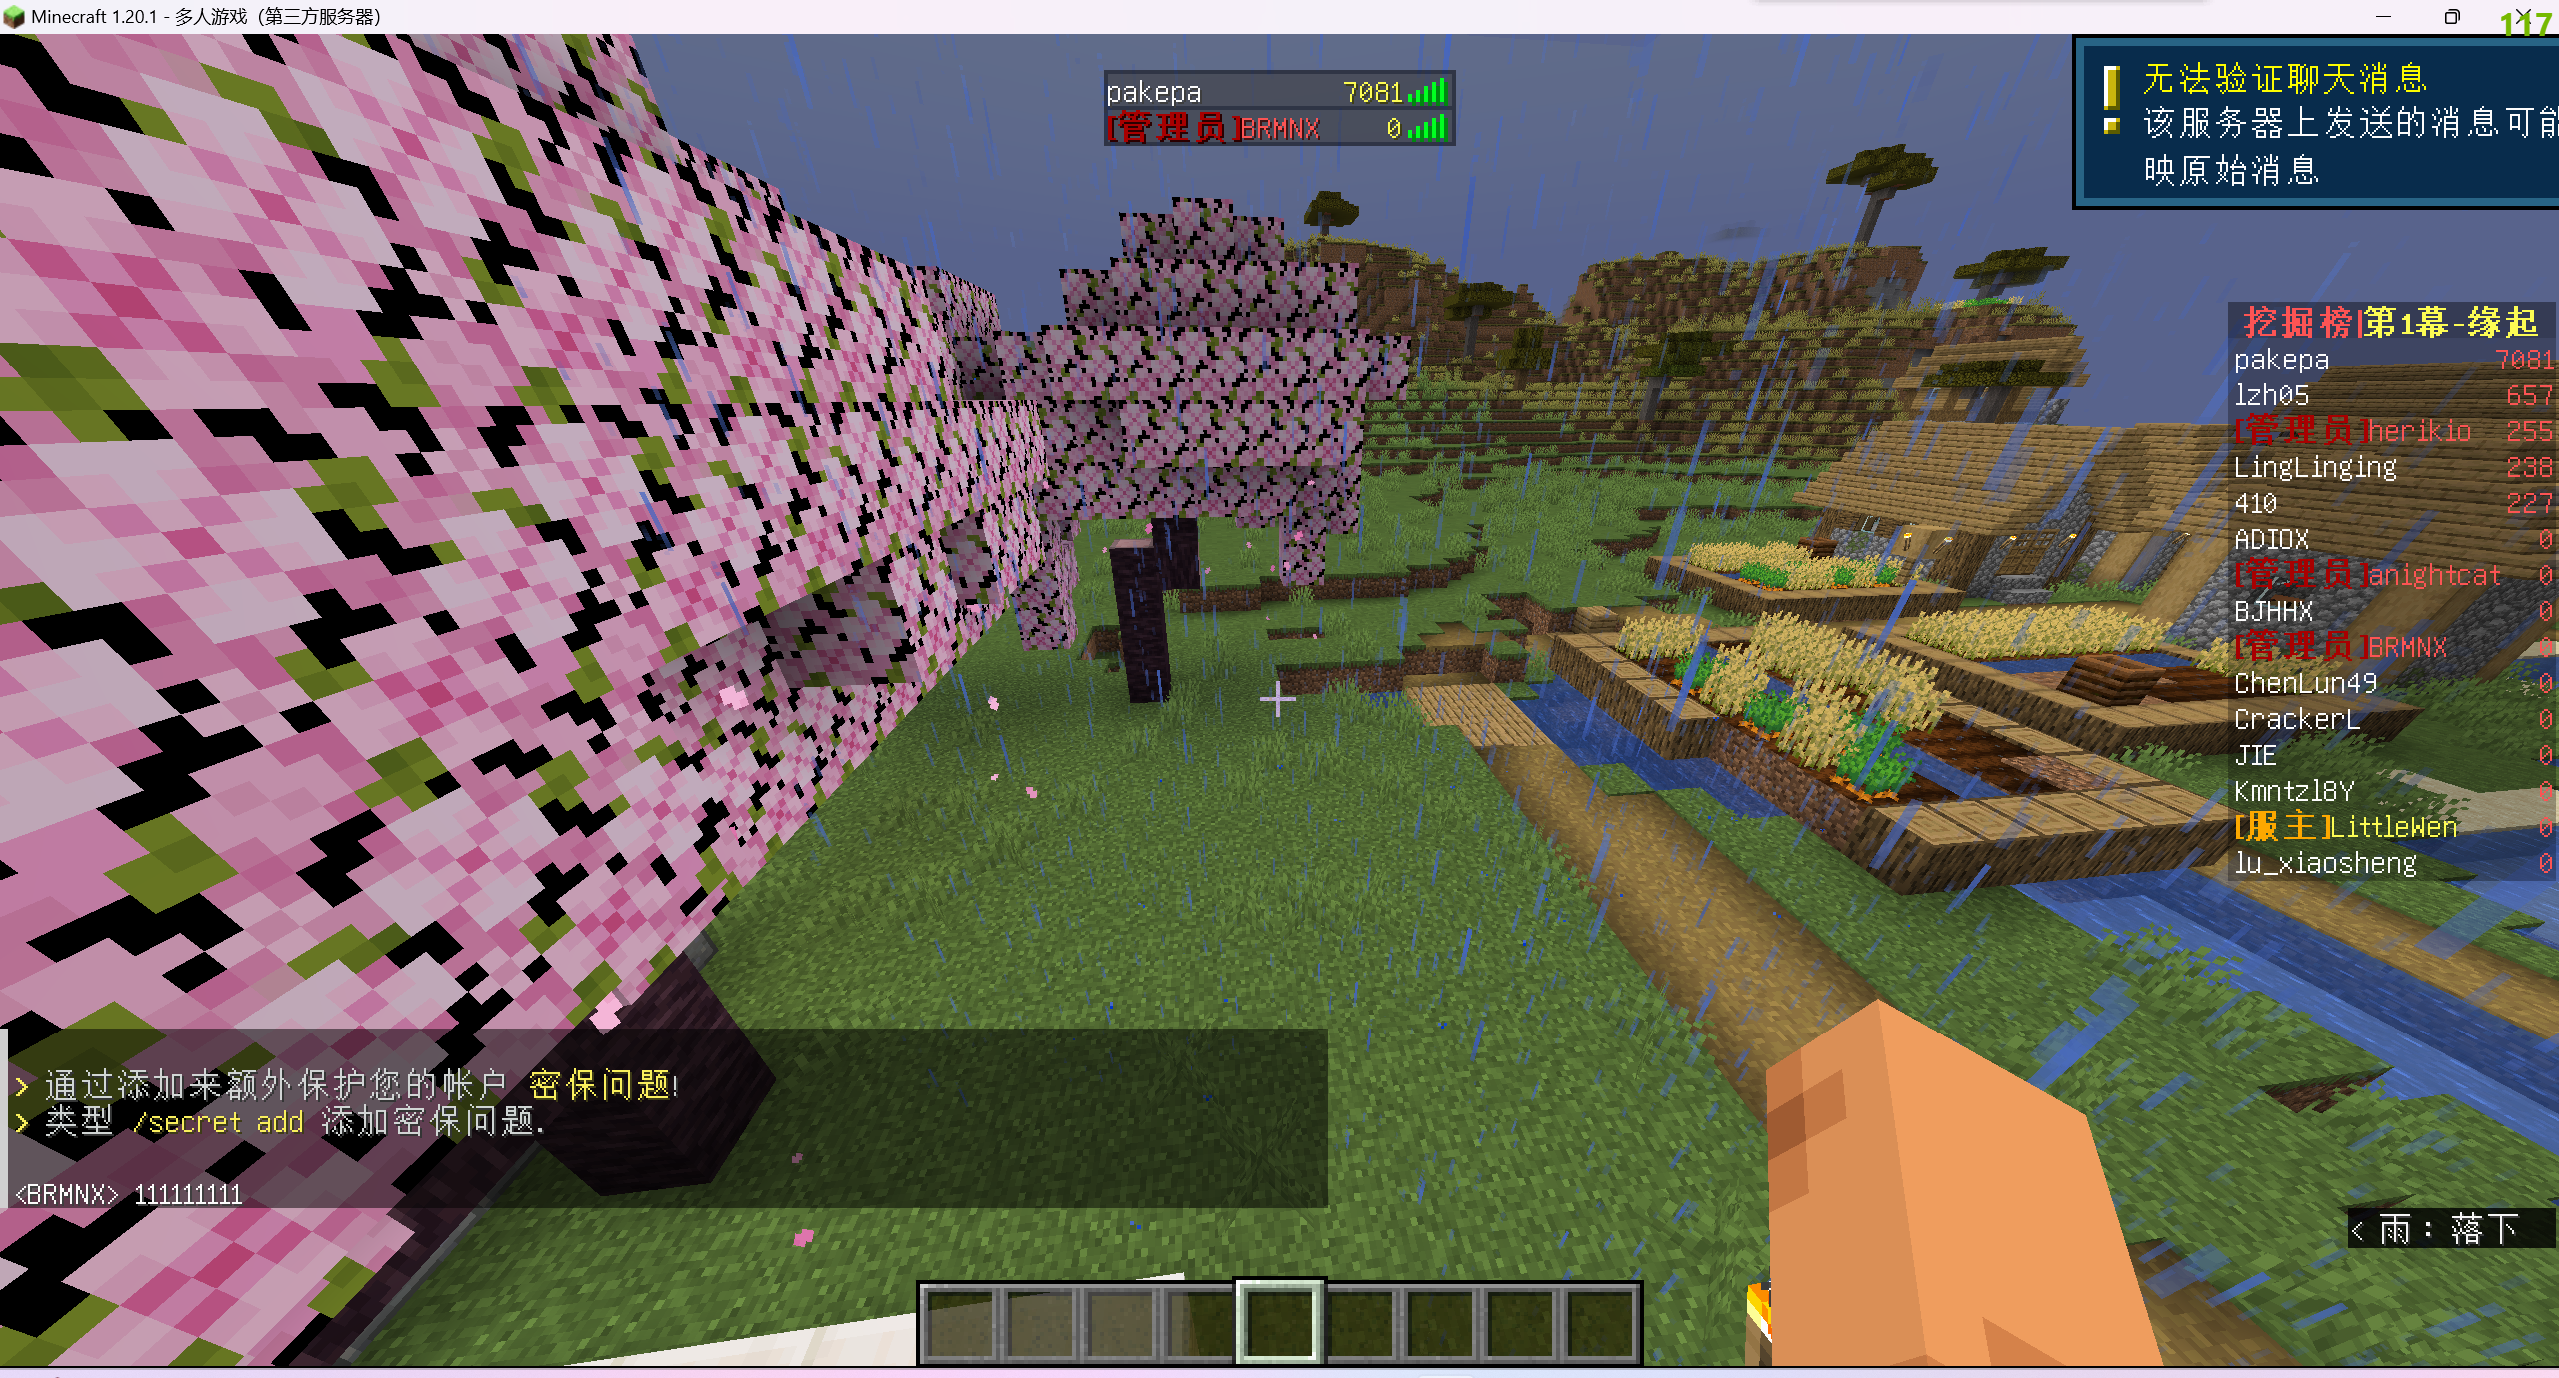 Minecraft 1.20.1 - 多人游戏（第三方服务器）
117
无法验证聊天消息
该服务器上发送的消息可能
映原始消息
pakepa 7081
[管理员]BRMNX 0
挖掘榜|第1幕-缘起
pakepa 7081
lzh05 657
[管理员]herikio 255
LingLinging 238
410 227
ADIOX 0
[管理员]anightcat 0
BJHHX 0
[管理员]BRMNX 0
ChenLun49 0
CrackerL 0
JIE 0
Kmntzl8Y 0
[服主]LittleWen 0
lu_xiaosheng 0
> 通过添加来额外保护您的帐户 密保问题!
> 类型 /secret add 添加密保问题.
<BRMNX> 111111111
< 雨：落下